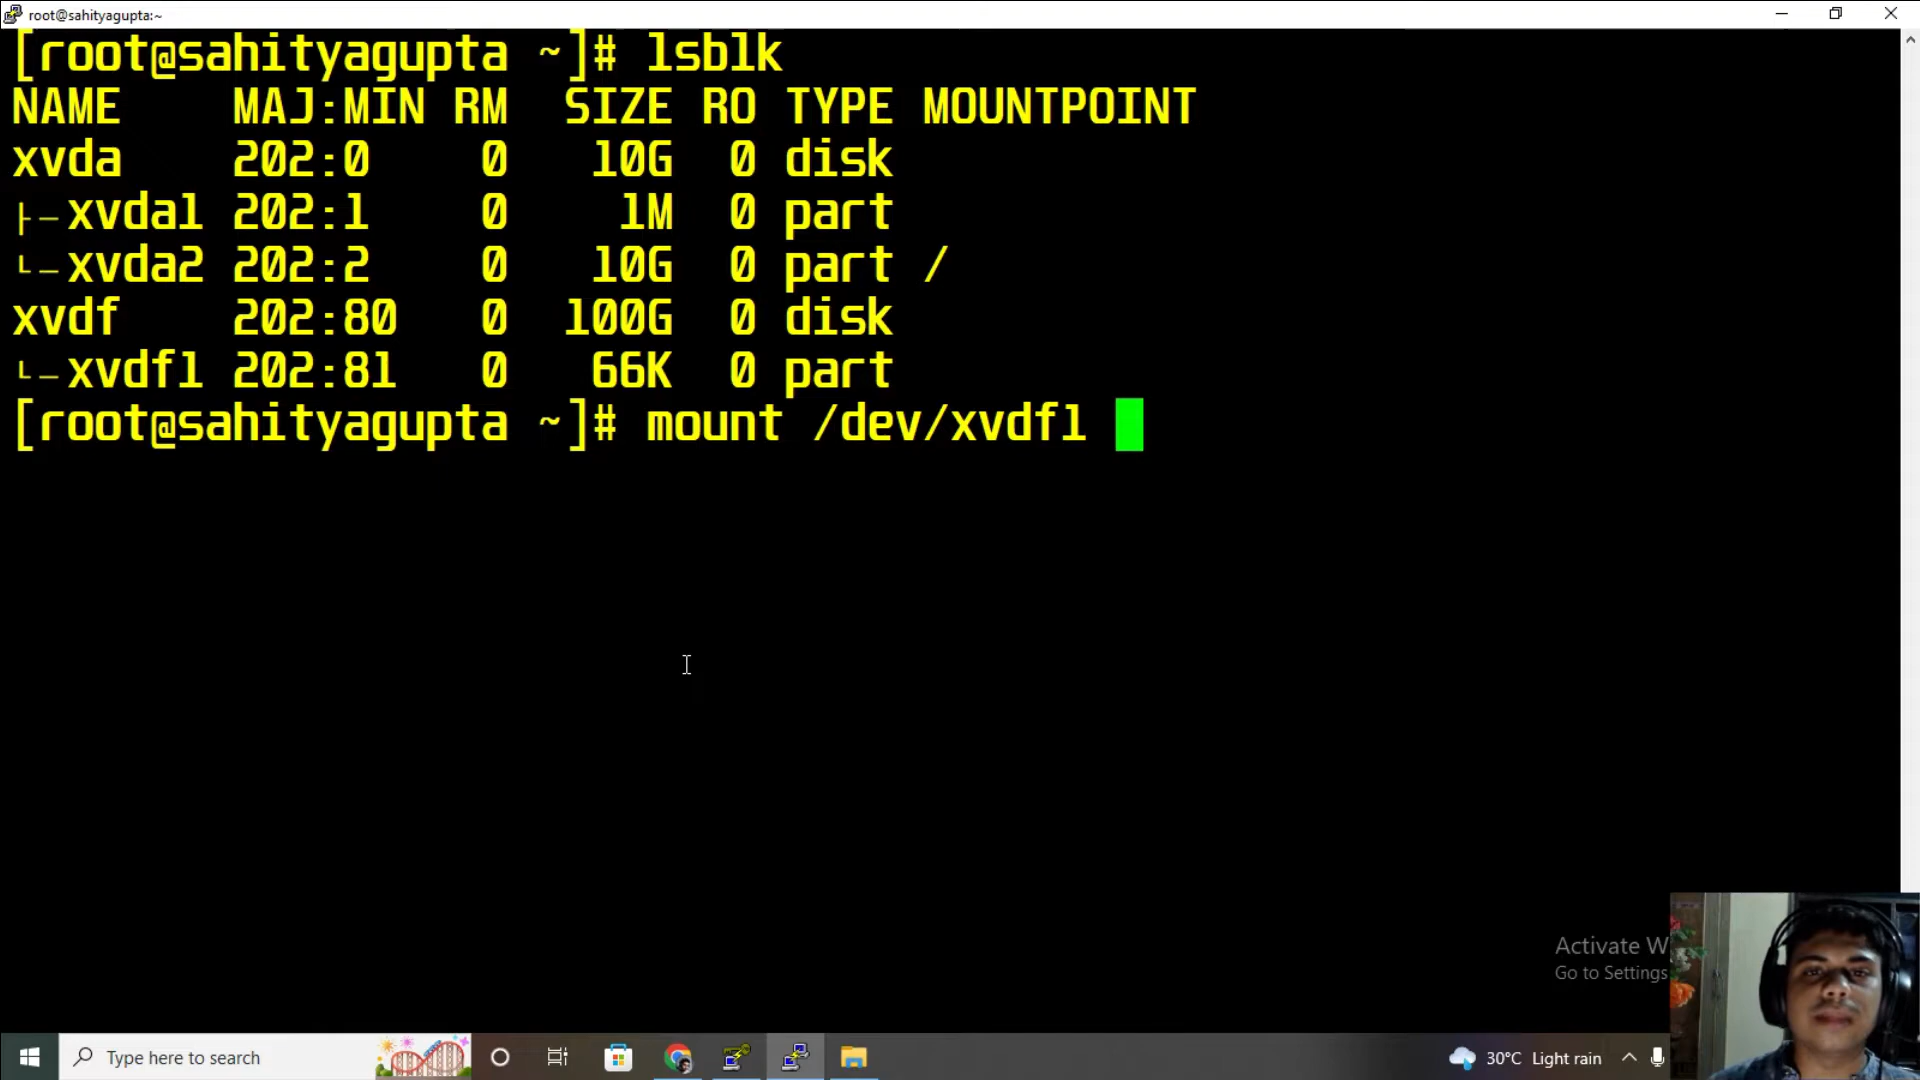 root@sahityagupta:~
[root@sahityagupta ~]# lsblk
NAME    MAJ:MIN RM  SIZE RO TYPE MOUNTPOINT
xvda    202:0    0   10G  0 disk
├─xvda1 202:1    0    1M  0 part
└─xvda2 202:2    0   10G  0 part /
xvdf    202:80   0  100G  0 disk
└─xvdf1 202:81   0   66K  0 part
[root@sahityagupta ~]# mount /dev/xvdf1
Activate W
Go to Settings
Type here to search
30°C Light rain